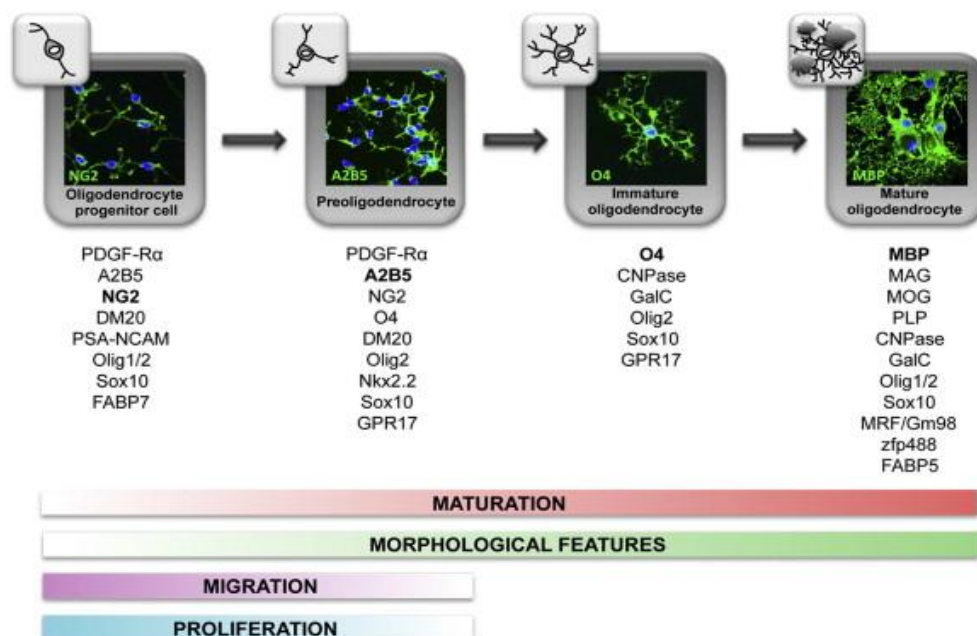 NG2
Oligodendrocyte
progenitor cell
A2B5
Preoligodendrocyte
O4
Immature
oligodendrocyte
MBP
Mature
oligodendrocyte
PDGF-Rα
A2B5
NG2
DM20
PSA-NCAM
Olig1/2
Sox10
FABP7
PDGF-Rα
A2B5
NG2
O4
DM20
Olig2
Nkx2.2
Sox10
GPR17
O4
CNPase
GalC
Olig2
Sox10
GPR17
MBP
MAG
MOG
PLP
CNPase
GalC
Olig1/2
Sox10
MRF/Gm98
zfp488
FABP5
MATURATION
MORPHOLOGICAL FEATURES
MIGRATION
PROLIFERATION